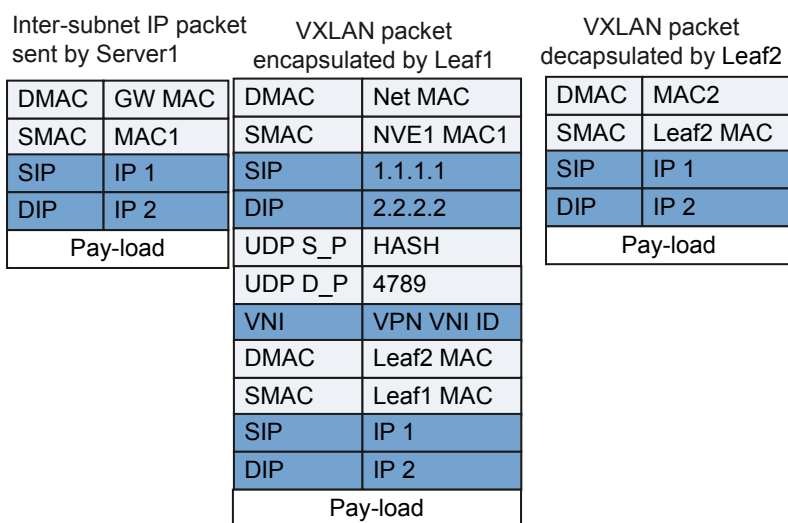 Inter-subnet IP packet
sent by Server1
DMAC GW MAC
SMAC MAC1
SIP IP 1
DIP IP 2
Pay-load
VXLAN packet
encapsulated by Leaf1
DMAC Net MAC
SMAC NVE1 MAC1
SIP 1.1.1.1
DIP 2.2.2.2
UDP S_P HASH
UDP D_P 4789
VNI VPN VNI ID
DMAC Leaf2 MAC
SMAC Leaf1 MAC
SIP IP 1
DIP IP 2
Pay-load
VXLAN packet
decapsulated by Leaf2
DMAC MAC2
SMAC Leaf2 MAC
SIP IP 1
DIP IP 2
Pay-load